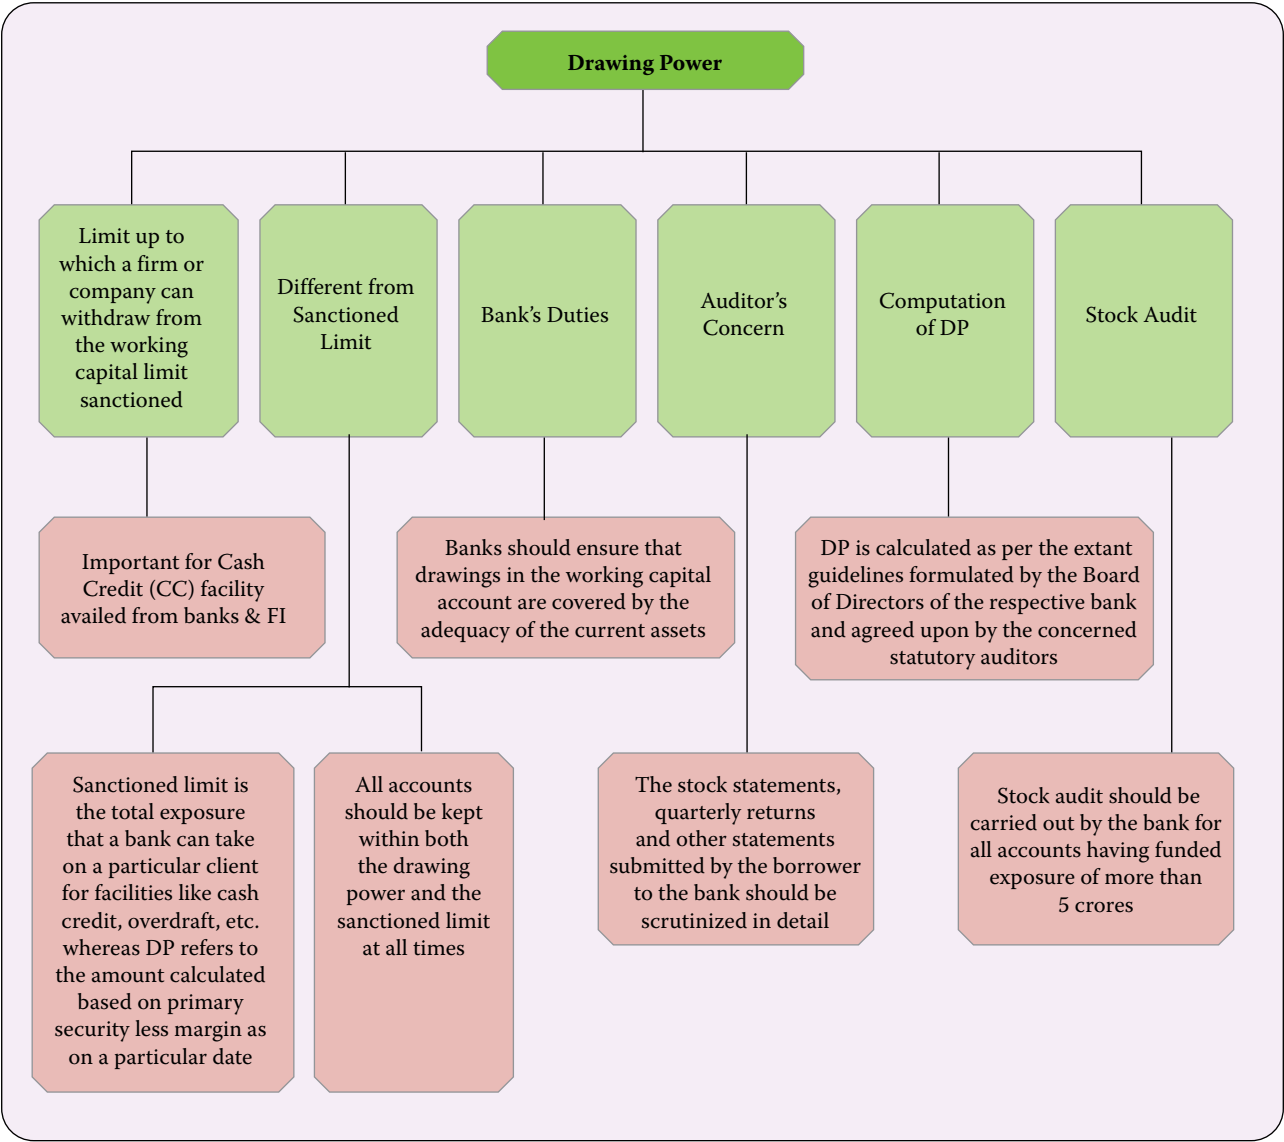 Drawing Power
Limit up to
which a firm or
company can
withdraw from
the working
capital limit
sanctioned
Different from
Sanctioned
Limit
Bank’s Duties
Auditor’s
Concern
Computation
of DP
Stock Audit
Important for Cash
Credit (CC) facility
availed from banks & FI
Banks should ensure that
drawings in the working capital
account are covered by the
adequacy of the current assets
DP is calculated as per the extant
guidelines formulated by the Board
of Directors of the respective bank
and agreed upon by the concerned
statutory auditors
Sanctioned limit is
the total exposure
that a bank can take
on a particular client
for facilities like cash
credit, overdraft, etc.
whereas DP refers to
the amount calculated
based on primary
security less margin as
on a particular date
All accounts
should be kept
within both
the drawing
power and the
sanctioned limit
at all times
The stock statements,
quarterly returns
and other statements
submitted by the borrower
to the bank should be
scrutinized in detail
Stock audit should be
carried out by the bank for
all accounts having funded
exposure of more than
5 crores